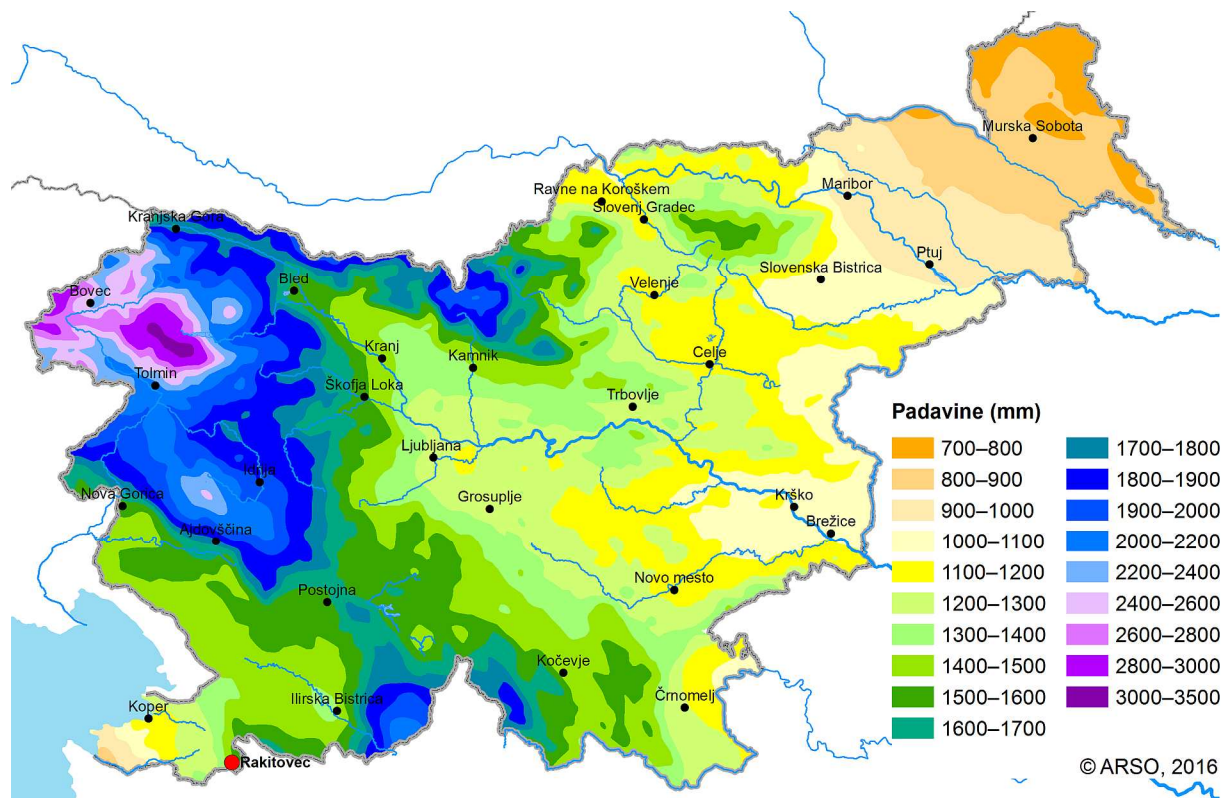 Murska Sobota
Ravne na Koroškem
Maribor
Slovenj Gradec
Kranjska Gora
Ptuj
Slovenska Bistrica
Bled
Velenje
Bovec
Kranj
Kamnik
Celje
Tolmin
Škofja Loka
Trbovlje
Ljubljana
Idrija
Nova Gorica
Grosuplje
Krško
Brežice
Ajdovščina
Novo mesto
Postojna
Kočevje
Ilirska Bistrica
Črnomelj
Koper
Rakitovec
Padavine (mm)
700–800
800–900
900–1000
1000–1100
1100–1200
1200–1300
1300–1400
1400–1500
1500–1600
1600–1700
1700–1800
1800–1900
1900–2000
2000–2200
2200–2400
2400–2600
2600–2800
2800–3000
3000–3500
© ARSO, 2016